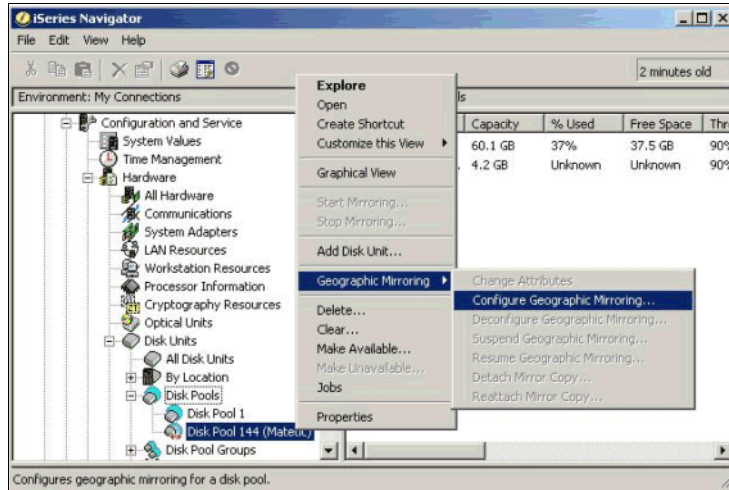 iSeries Navigator
File Edit View Help
2 minutes old
Environment: My Connections
ls
Configuration and Service
System Values
Time Management
Hardware
All Hardware
Communications
System Adapters
LAN Resources
Workstation Resources
Processor Information
Cryptography Resources
Optical Units
Disk Units
All Disk Units
By Location
Disk Pools
Disk Pool 1
Disk Pool 144 (Matelic)
Disk Pool Groups
Capacity % Used Free Space Thr
60.1 GB 37% 37.5 GB 90%
4.2 GB Unknown Unknown 90%
Explore
Open
Create Shortcut
Customize this View
Graphical View
Start Mirroring...
Stop Mirroring...
Add Disk Unit...
Geographic Mirroring
Delete...
Clear...
Make Available...
Make Unavailable...
Jobs
Properties
Change Attributes
Configure Geographic Mirroring...
Deconfigure Geographic Mirroring...
Suspend Geographic Mirroring...
Resume Geographic Mirroring...
Detach Mirror Copy...
Reattach Mirror Copy...
Configures geographic mirroring for a disk pool.